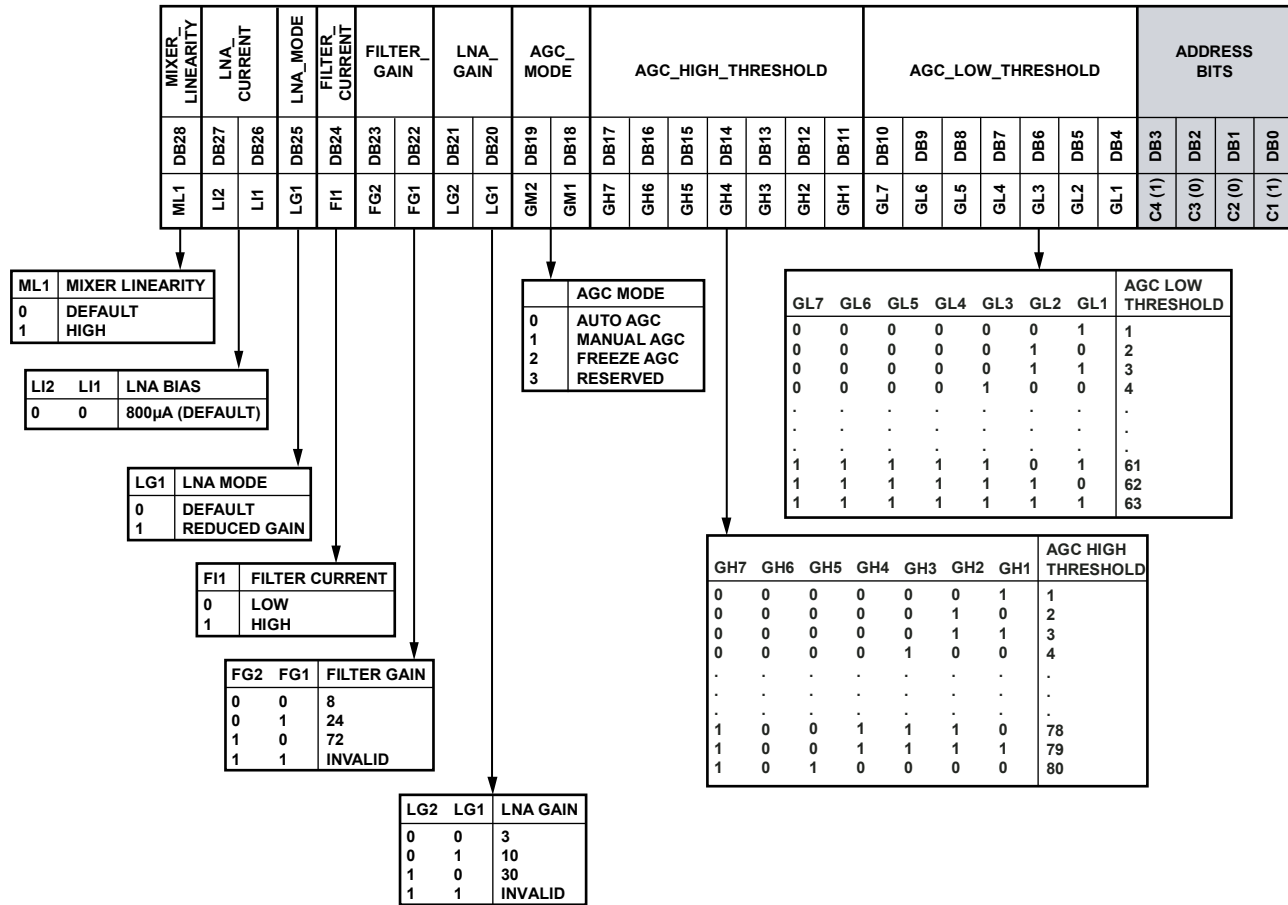 MIXER_
LINEARITY
LNA_
CURRENT
LNA_MODE
FILTER_
CURRENT
FILTER_
GAIN
LNA_
GAIN
AGC_
MODE
AGC_HIGH_THRESHOLD
AGC_LOW_THRESHOLD
ADDRESS
BITS
DB28 DB27 DB26 DB25 DB24 DB23 DB22 DB21 DB20 DB19 DB18 DB17 DB16 DB15 DB14 DB13 DB12 DB11 DB10 DB9 DB8 DB7 DB6 DB5 DB4 DB3 DB2 DB1 DB0
ML1 LI2 LI1 LG1 FI1 FG2 FG1 LG2 LG1 GM2 GM1 GH7 GH6 GH5 GH4 GH3 GH2 GH1 GL7 GL6 GL5 GL4 GL3 GL2 GL1 C4 (1) C3 (0) C2 (0) C1 (1)
ML1 MIXER LINEARITY
0 DEFAULT
1 HIGH
LI2 LI1 LNA BIAS
0 0 800µA (DEFAULT)
LG1 LNA MODE
0 DEFAULT
1 REDUCED GAIN
FI1 FILTER CURRENT
0 LOW
1 HIGH
FG2 FG1 FILTER GAIN
0 0 8
0 1 24
1 0 72
1 1 INVALID
LG2 LG1 LNA GAIN
0 0 3
0 1 10
1 0 30
1 1 INVALID
AGC MODE
0 AUTO AGC
1 MANUAL AGC
2 FREEZE AGC
3 RESERVED
GL7 GL6 GL5 GL4 GL3 GL2 GL1 AGC LOW
THRESHOLD
0 0 0 0 0 0 1 1
0 0 0 0 0 1 0 2
0 0 0 0 0 1 1 3
0 0 0 0 1 0 0 4
. . . . . . . .
. . . . . . . .
. . . . . . . .
1 1 1 1 1 0 1 61
1 1 1 1 1 1 0 62
1 1 1 1 1 1 1 63
GH7 GH6 GH5 GH4 GH3 GH2 GH1 AGC HIGH
THRESHOLD
0 0 0 0 0 0 1 1
0 0 0 0 0 1 0 2
0 0 0 0 0 1 1 3
0 0 0 0 1 0 0 4
. . . . . . . .
. . . . . . . .
. . . . . . . .
1 0 0 1 1 1 0 78
1 0 0 1 1 1 1 79
1 0 1 0 0 0 0 80